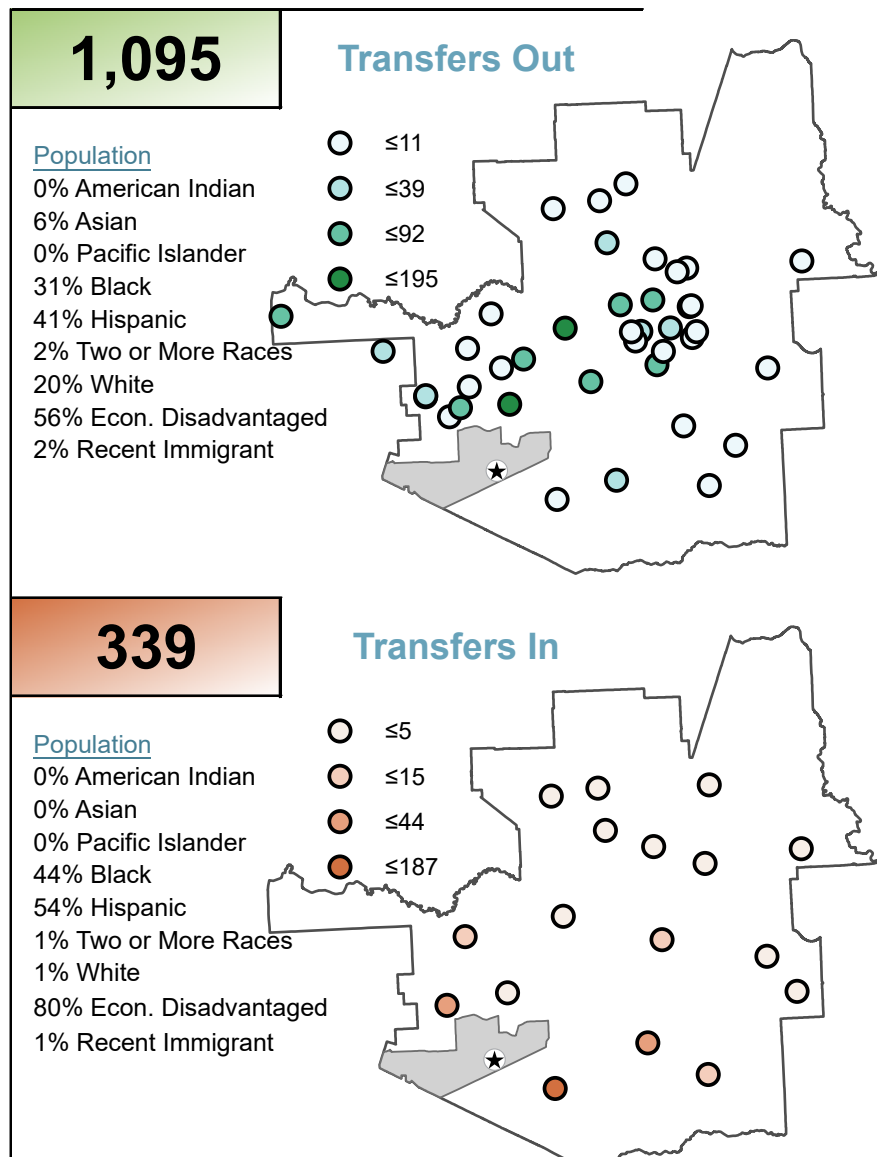 1,095
Transfers Out
Population
0% American Indian
6% Asian
0% Pacific Islander
31% Black
41% Hispanic
2% Two or More Races
20% White
56% Econ. Disadvantaged
2% Recent Immigrant
≤11
≤39
≤92
≤195
339
Transfers In
Population
0% American Indian
0% Asian
0% Pacific Islander
44% Black
54% Hispanic
1% Two or More Races
1% White
80% Econ. Disadvantaged
1% Recent Immigrant
≤5
≤15
≤44
≤187